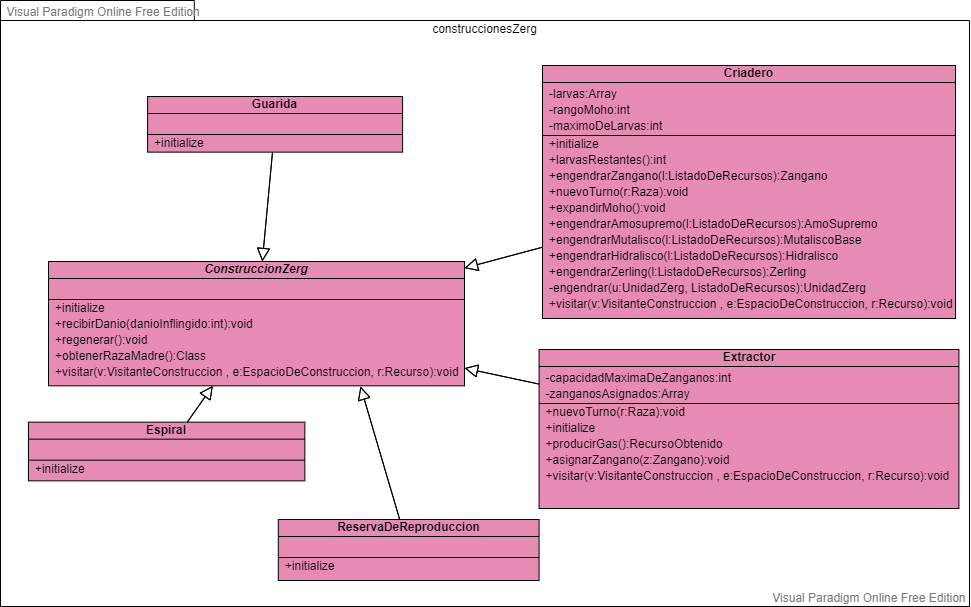 Visual Paradigm Online Free Edition
construccionesZerg
Guarida
+initialize
Criadero
-larvas:Array
-rangoMoho:int
-maximoDeLarvas:int
+initialize
+larvasRestantes():int
+engendrarZangano(l:ListadoDeRecursos):Zangano
+nuevoTurno(r:Raza):void
+expandirMoho():void
+engendrarAmosupremo(l:ListadoDeRecursos):AmoSupremo
+engendrarMutalisco(l:ListadoDeRecursos):MutaliscoBase
+engendrarHidralisco(l:ListadoDeRecursos):Hidralisco
+engendrarZerling(l:ListadoDeRecursos):Zerling
-engendrar(u:UnidadZerg, ListadoDeRecursos):UnidadZerg
+visitar(v:VisitanteConstruccion , e:EspacioDeConstruccion, r:Recurso):void
ConstruccionZerg
+initialize
+recibirDanio(danioInflingido:int):void
+regenerar():void
+obtenerRazaMadre():Class
+visitar(v:VisitanteConstruccion , e:EspacioDeConstruccion, r:Recurso):void
Extractor
-capacidadMaximaDeZanganos:int
-zanganosAsignados:Array
+nuevoTurno(r:Raza):void
+initialize
+producirGas():RecursoObtenido
+asignarZangano(z:Zangano):void
+visitar(v:VisitanteConstruccion , e:EspacioDeConstruccion, r:Recurso):void
Espiral
+initialize
ReservaDeReproduccion
+initialize
Visual Paradigm Online Free Edition